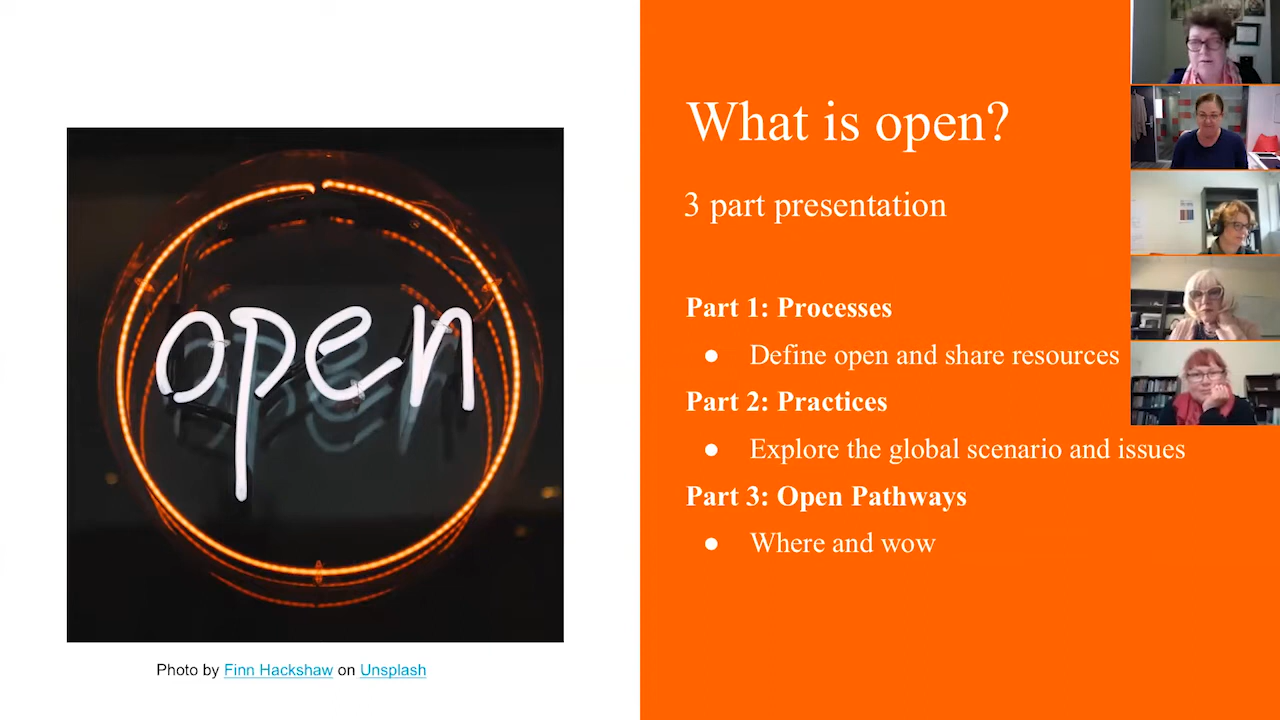 open
Photo by Finn Hackshaw on Unsplash
What is open?
3 part presentation
Part 1: Processes
● Define open and share resources
Part 2: Practices
● Explore the global scenario and issues
Part 3: Open Pathways
● Where and wow